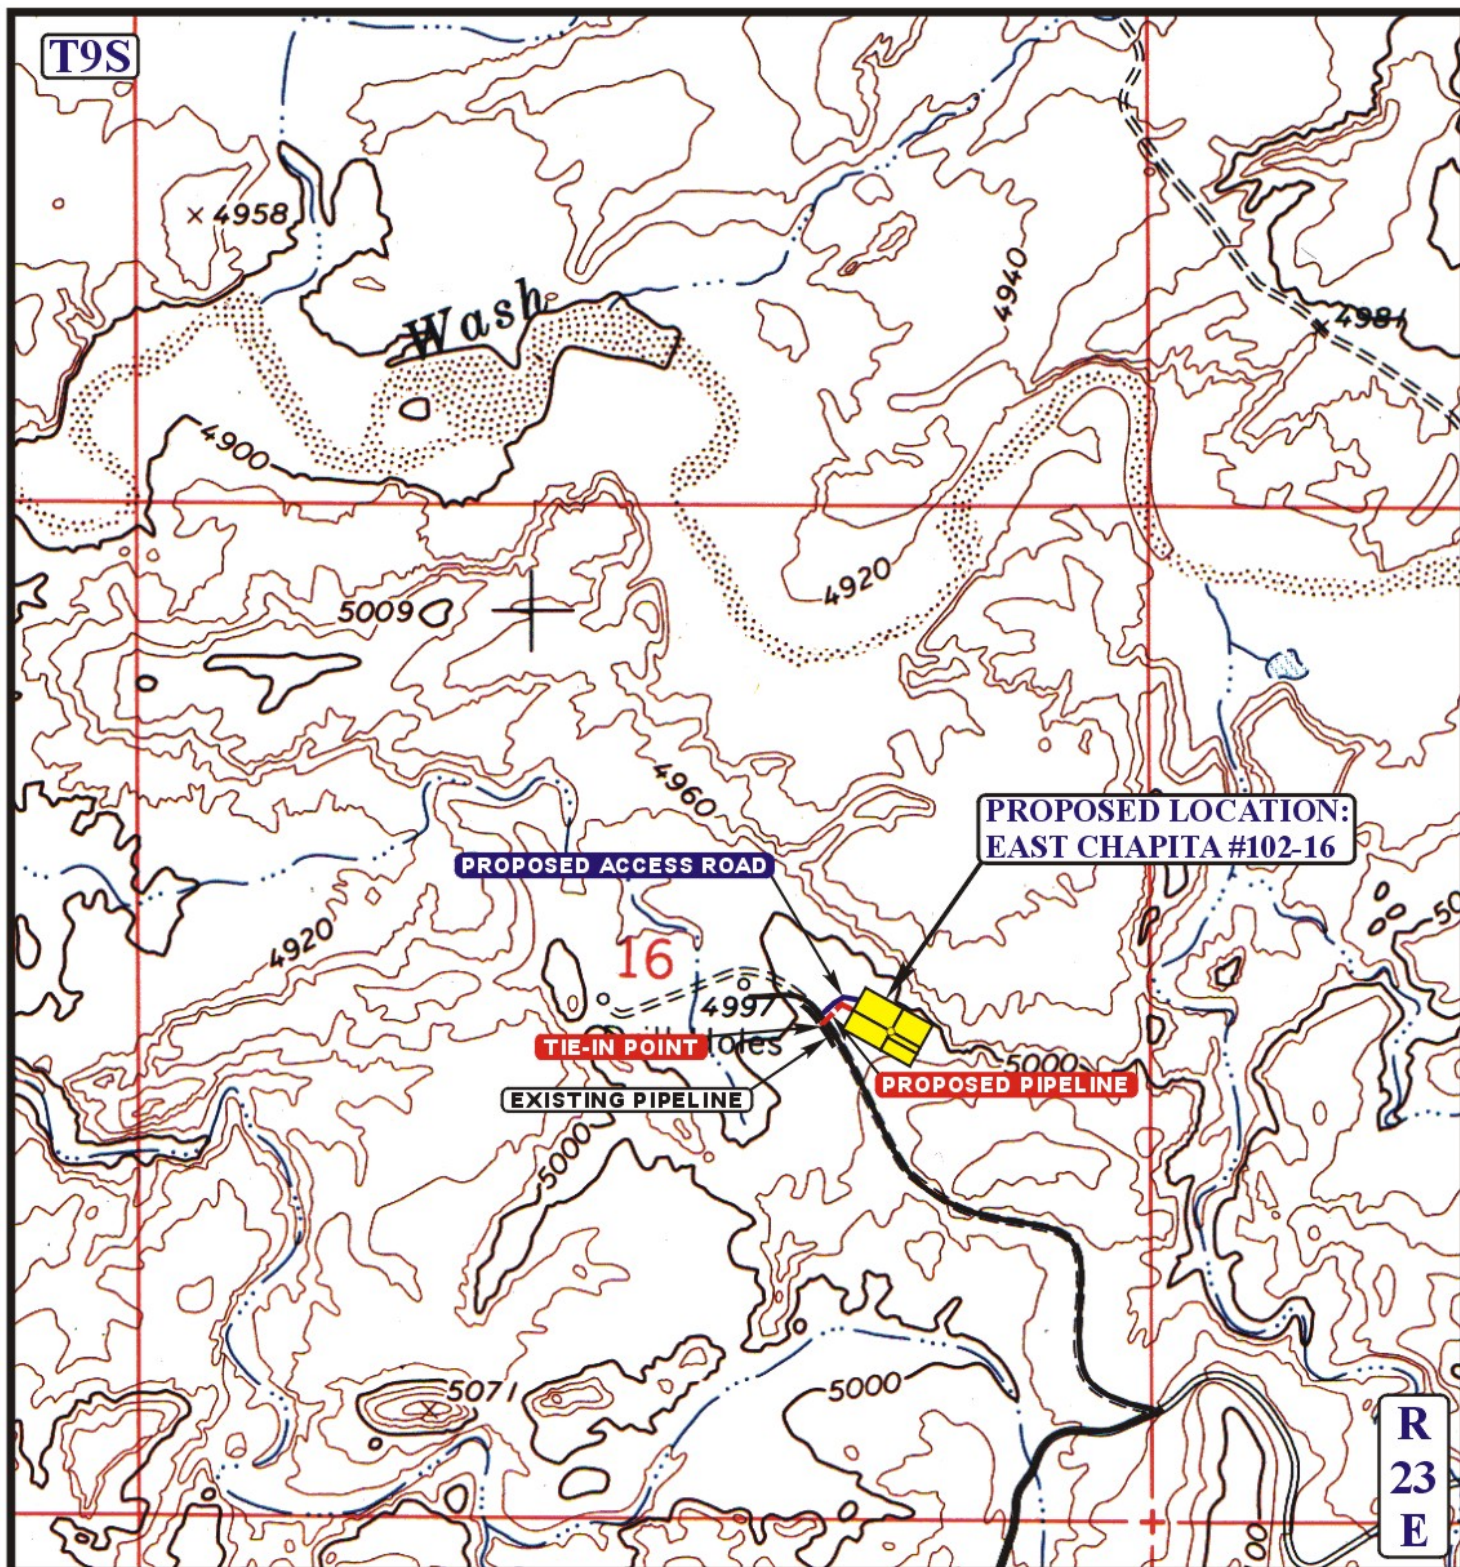 T9S
4958
4940
Wash
4981
4900
4920
5009
4960
PROPOSED LOCATION:
EAST CHAPITA #102-16
PROPOSED ACCESS ROAD
4920
16
4997
TIE-IN POINT
5000
PROPOSED PIPELINE
EXISTING PIPELINE
5000
5071
5000
R
23
E